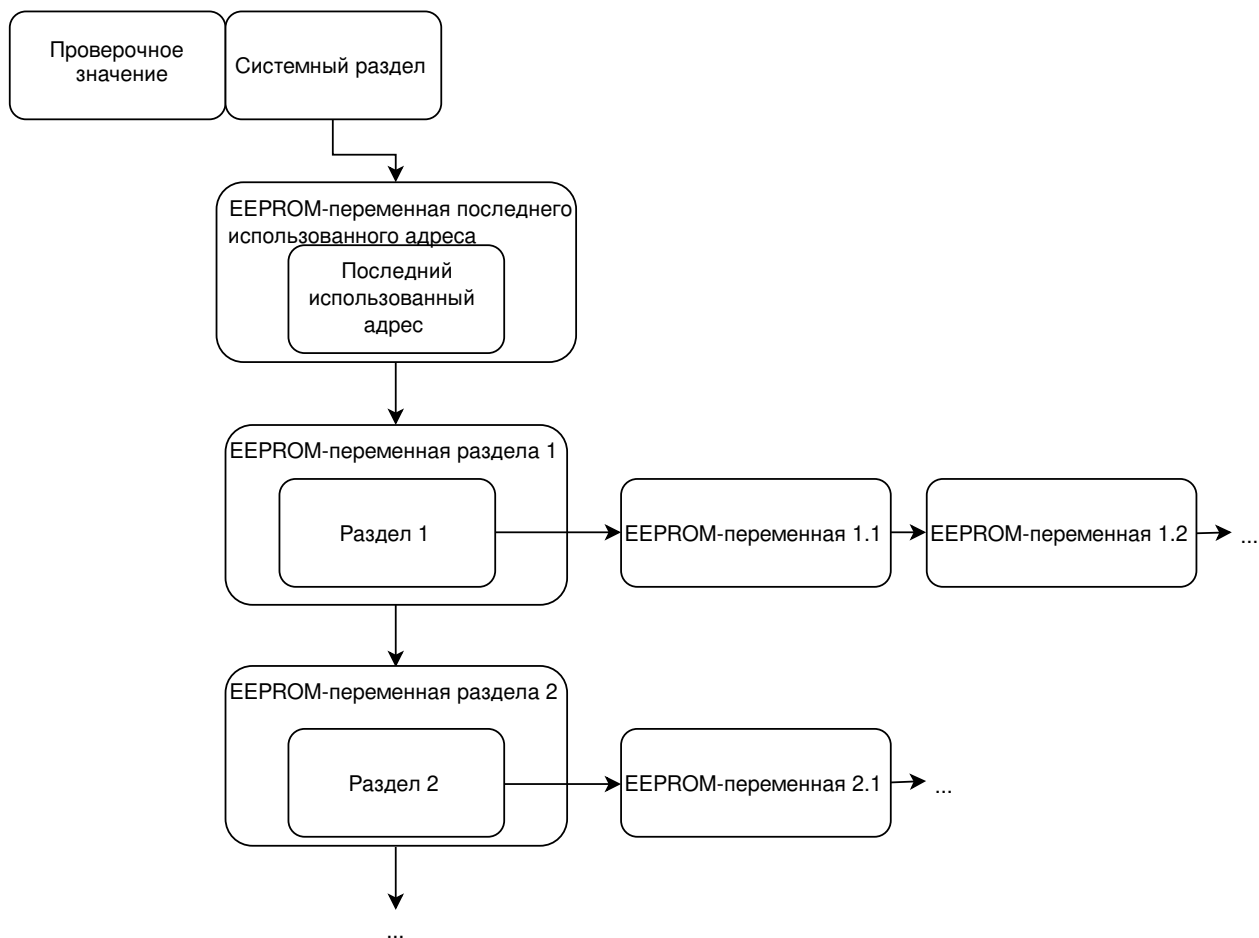 Проверочное
значение
Системный раздел
EEPROM-переменная последнего
использованного адреса
Последний
использованный
адрес
EEPROM-переменная раздела 1
Раздел 1
EEPROM-переменная 1.1
EEPROM-переменная 1.2
...
EEPROM-переменная раздела 2
Раздел 2
EEPROM-переменная 2.1
...
...